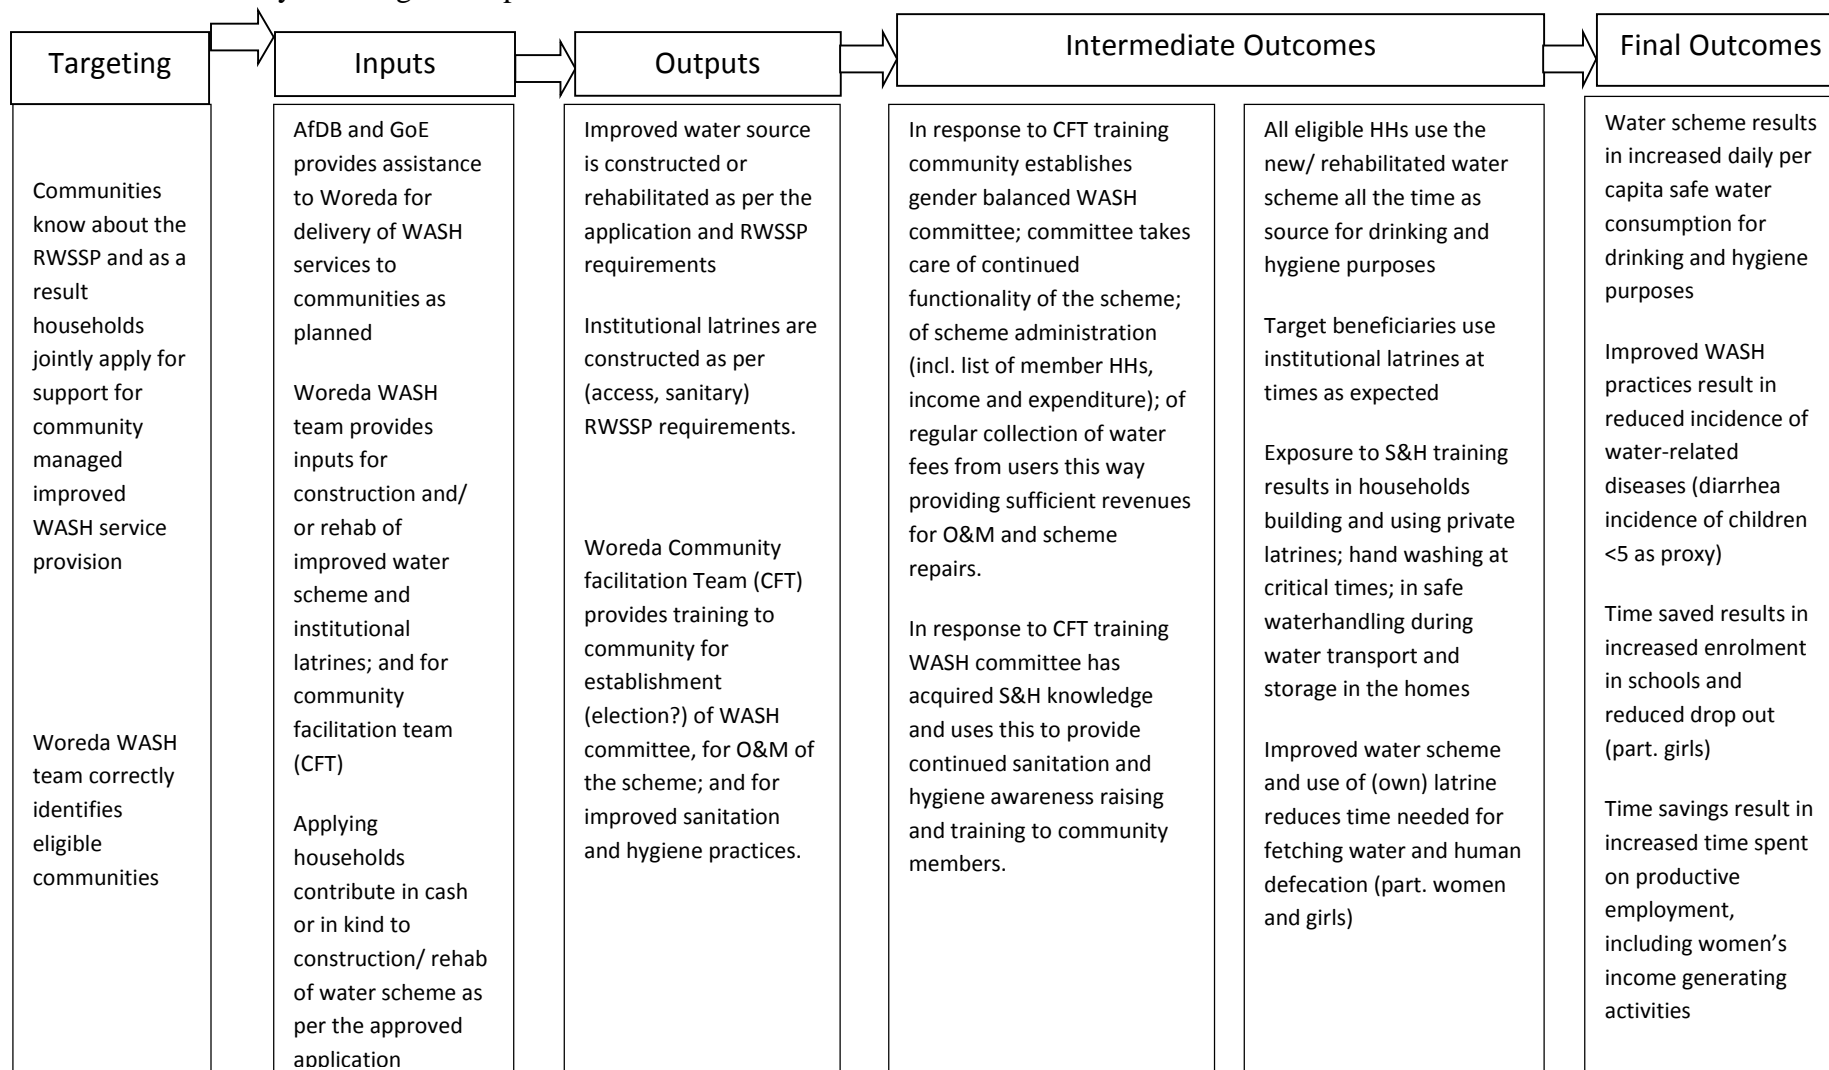 Targeting
Inputs
Outputs
Intermediate Outcomes
Final Outcomes
Communities
know about the
RWSSP and as a
result
households
jointly apply for
support for
community
managed
improved
WASH service
provision
Woreda WASH
team correctly
identifies
eligible
communities
AfDB and GoE
provides assistance
to Woreda for
delivery of WASH
services to
communities as
planned
Woreda WASH
team provides
inputs for
construction and/
or rehab of
improved water
scheme and
institutional
latrines; and for
community
facilitation team
(CFT)
Applying
households
contribute in cash
or in kind to
construction/ rehab
of water scheme as
per the approved
application
Improved water source
is constructed or
rehabilitated as per the
application and RWSSP
requirements
Institutional latrines are
constructed as per
(access, sanitary)
RWSSP requirements.
Woreda Community
facilitation Team (CFT)
provides training to
community for
establishment
(election?) of WASH
committee, for O&M of
the scheme; and for
improved sanitation
and hygiene practices.
In response to CFT training
community establishes
gender balanced WASH
committee; committee takes
care of continued
functionality of the scheme;
of scheme administration
(incl. list of member HHs,
income and expenditure); of
regular collection of water
fees from users this way
providing sufficient revenues
for O&M and scheme
repairs.
In response to CFT training
WASH committee has
acquired S&H knowledge
and uses this to provide
continued sanitation and
hygiene awareness raising
and training to community
members.
All eligible HHs use the
new/ rehabilitated water
scheme all the time as
source for drinking and
hygiene purposes
Target beneficiaries use
institutional latrines at
times as expected
Exposure to S&H training
results in households
building and using private
latrines; hand washing at
critical times; in safe
waterhandling during
water transport and
storage in the homes
Improved water scheme
and use of (own) latrine
reduces time needed for
fetching water and human
defecation (part. women
and girls)
Water scheme results
in increased daily per
capita safe water
consumption for
drinking and hygiene
purposes
Improved WASH
practices result in
reduced incidence of
water-related
diseases (diarrhea
incidence of children
<5 as proxy)
Time saved results in
increased enrolment
in schools and
reduced drop out
(part. girls)
Time savings result in
increased time spent
on productive
employment,
including women's
income generating
activities